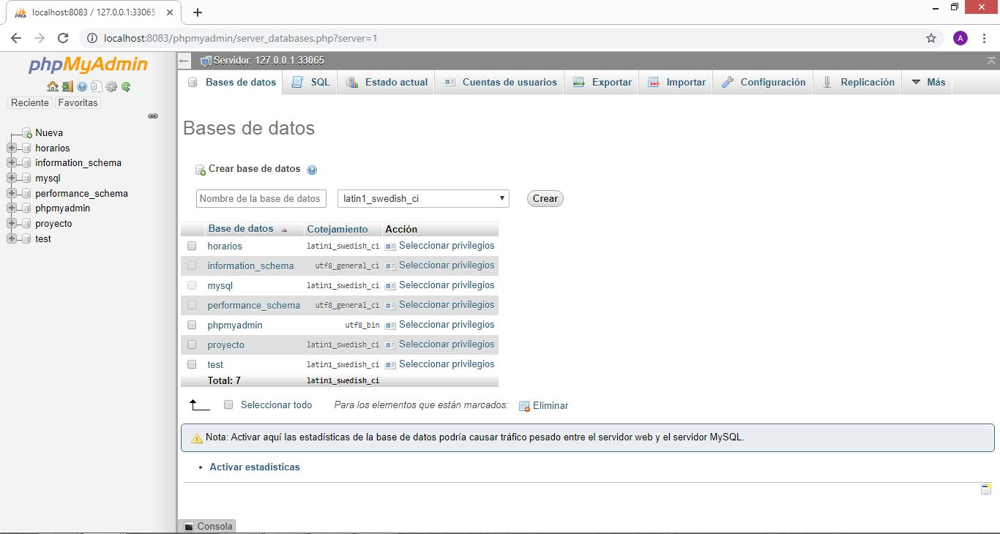 localhost:8083 / 127.0.0.1:33065
localhost:8083/phpmyadmin/server_databases.php?server=1
A
phpMyAdmin
Reciente Favoritas
Nueva
horarios
information_schema
mysql
performance_schema
phpmyadmin
proyecto
test
Servidor: 127.0.0.1:33065
Bases de datos SQL Estado actual Cuentas de usuarios Exportar Importar Configuración Replicación Más
Bases de datos
Crear base de datos
Nombre de la base de datos latin1_swedish_ci Crear
Base de datos Cotejamiento Acción
horarios latin1_swedish_ci Seleccionar privilegios
information_schema utf8_general_ci Seleccionar privilegios
mysql latin1_swedish_ci Seleccionar privilegios
performance_schema utf8_general_ci Seleccionar privilegios
phpmyadmin utf8_bin Seleccionar privilegios
proyecto latin1_swedish_ci Seleccionar privilegios
test latin1_swedish_ci Seleccionar privilegios
Total: 7 latin1_swedish_ci
Seleccionar todo Para los elementos que están marcados: Eliminar
Nota: Activar aquí las estadísticas de la base de datos podría causar tráfico pesado entre el servidor web y el servidor MySQL.
• Activar estadísticas
Consola